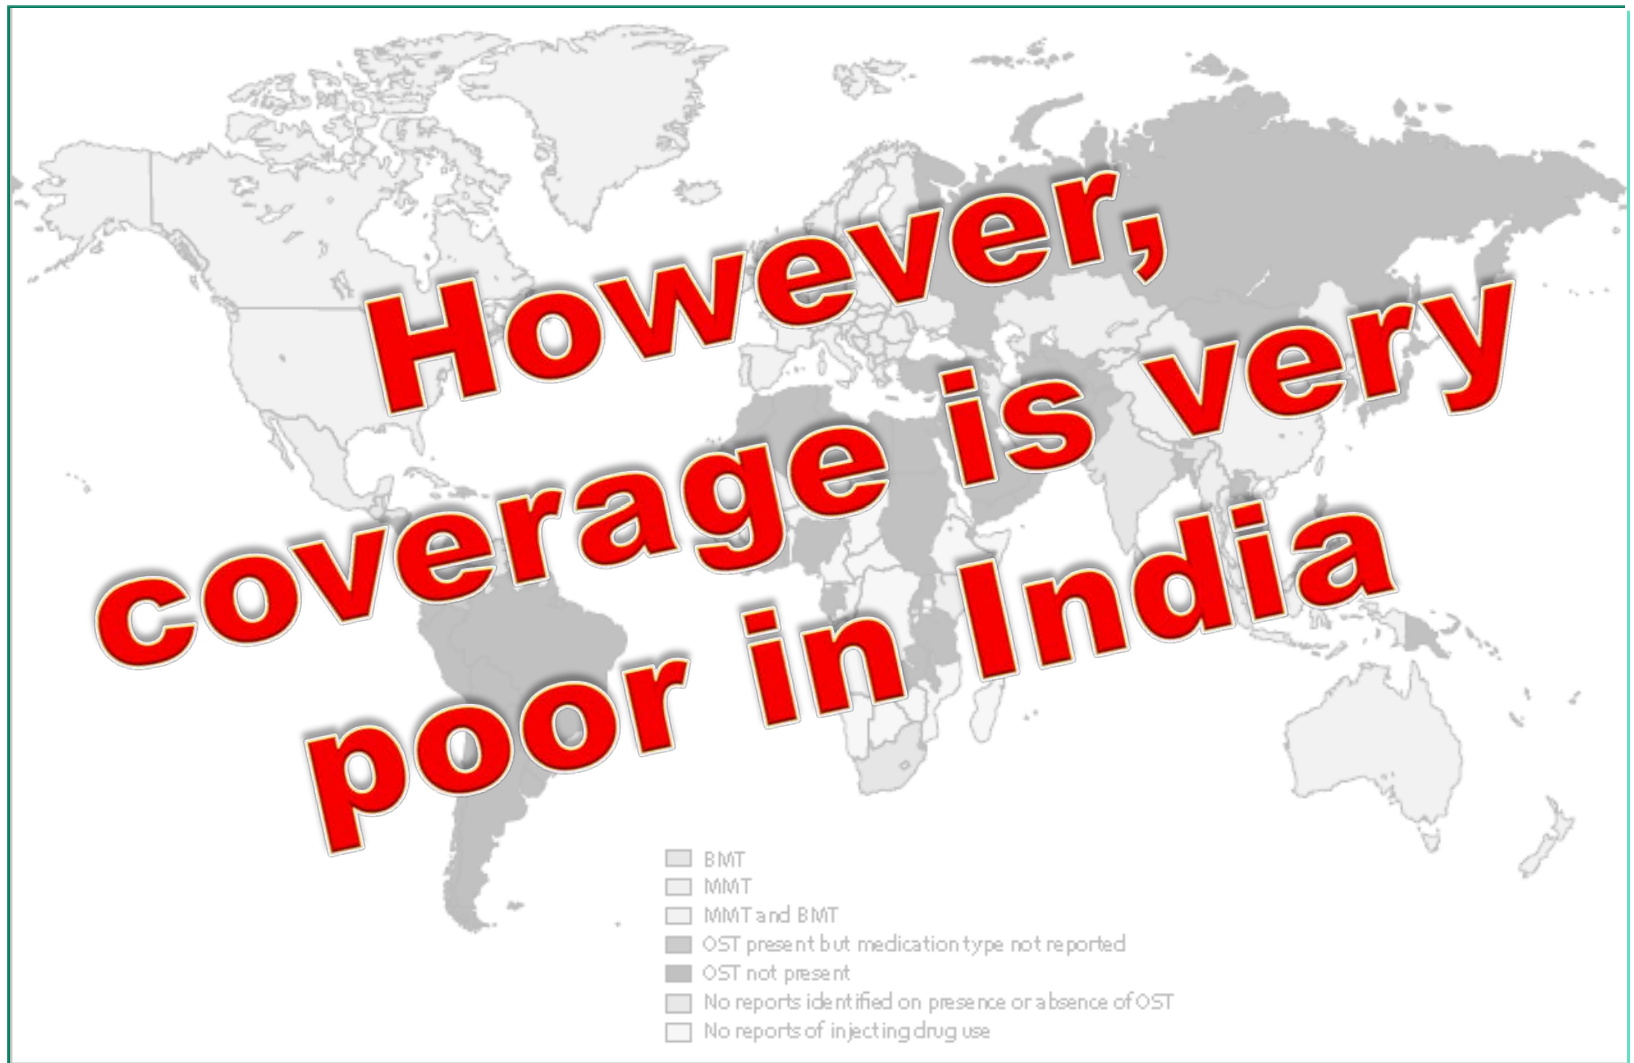 However,
coverage is very
poor in India
BMT
MMT
MMT and BMT
OST present but medication type not reported
OST not present
No reports identified on presence or absence of OST
No reports of injecting drug use